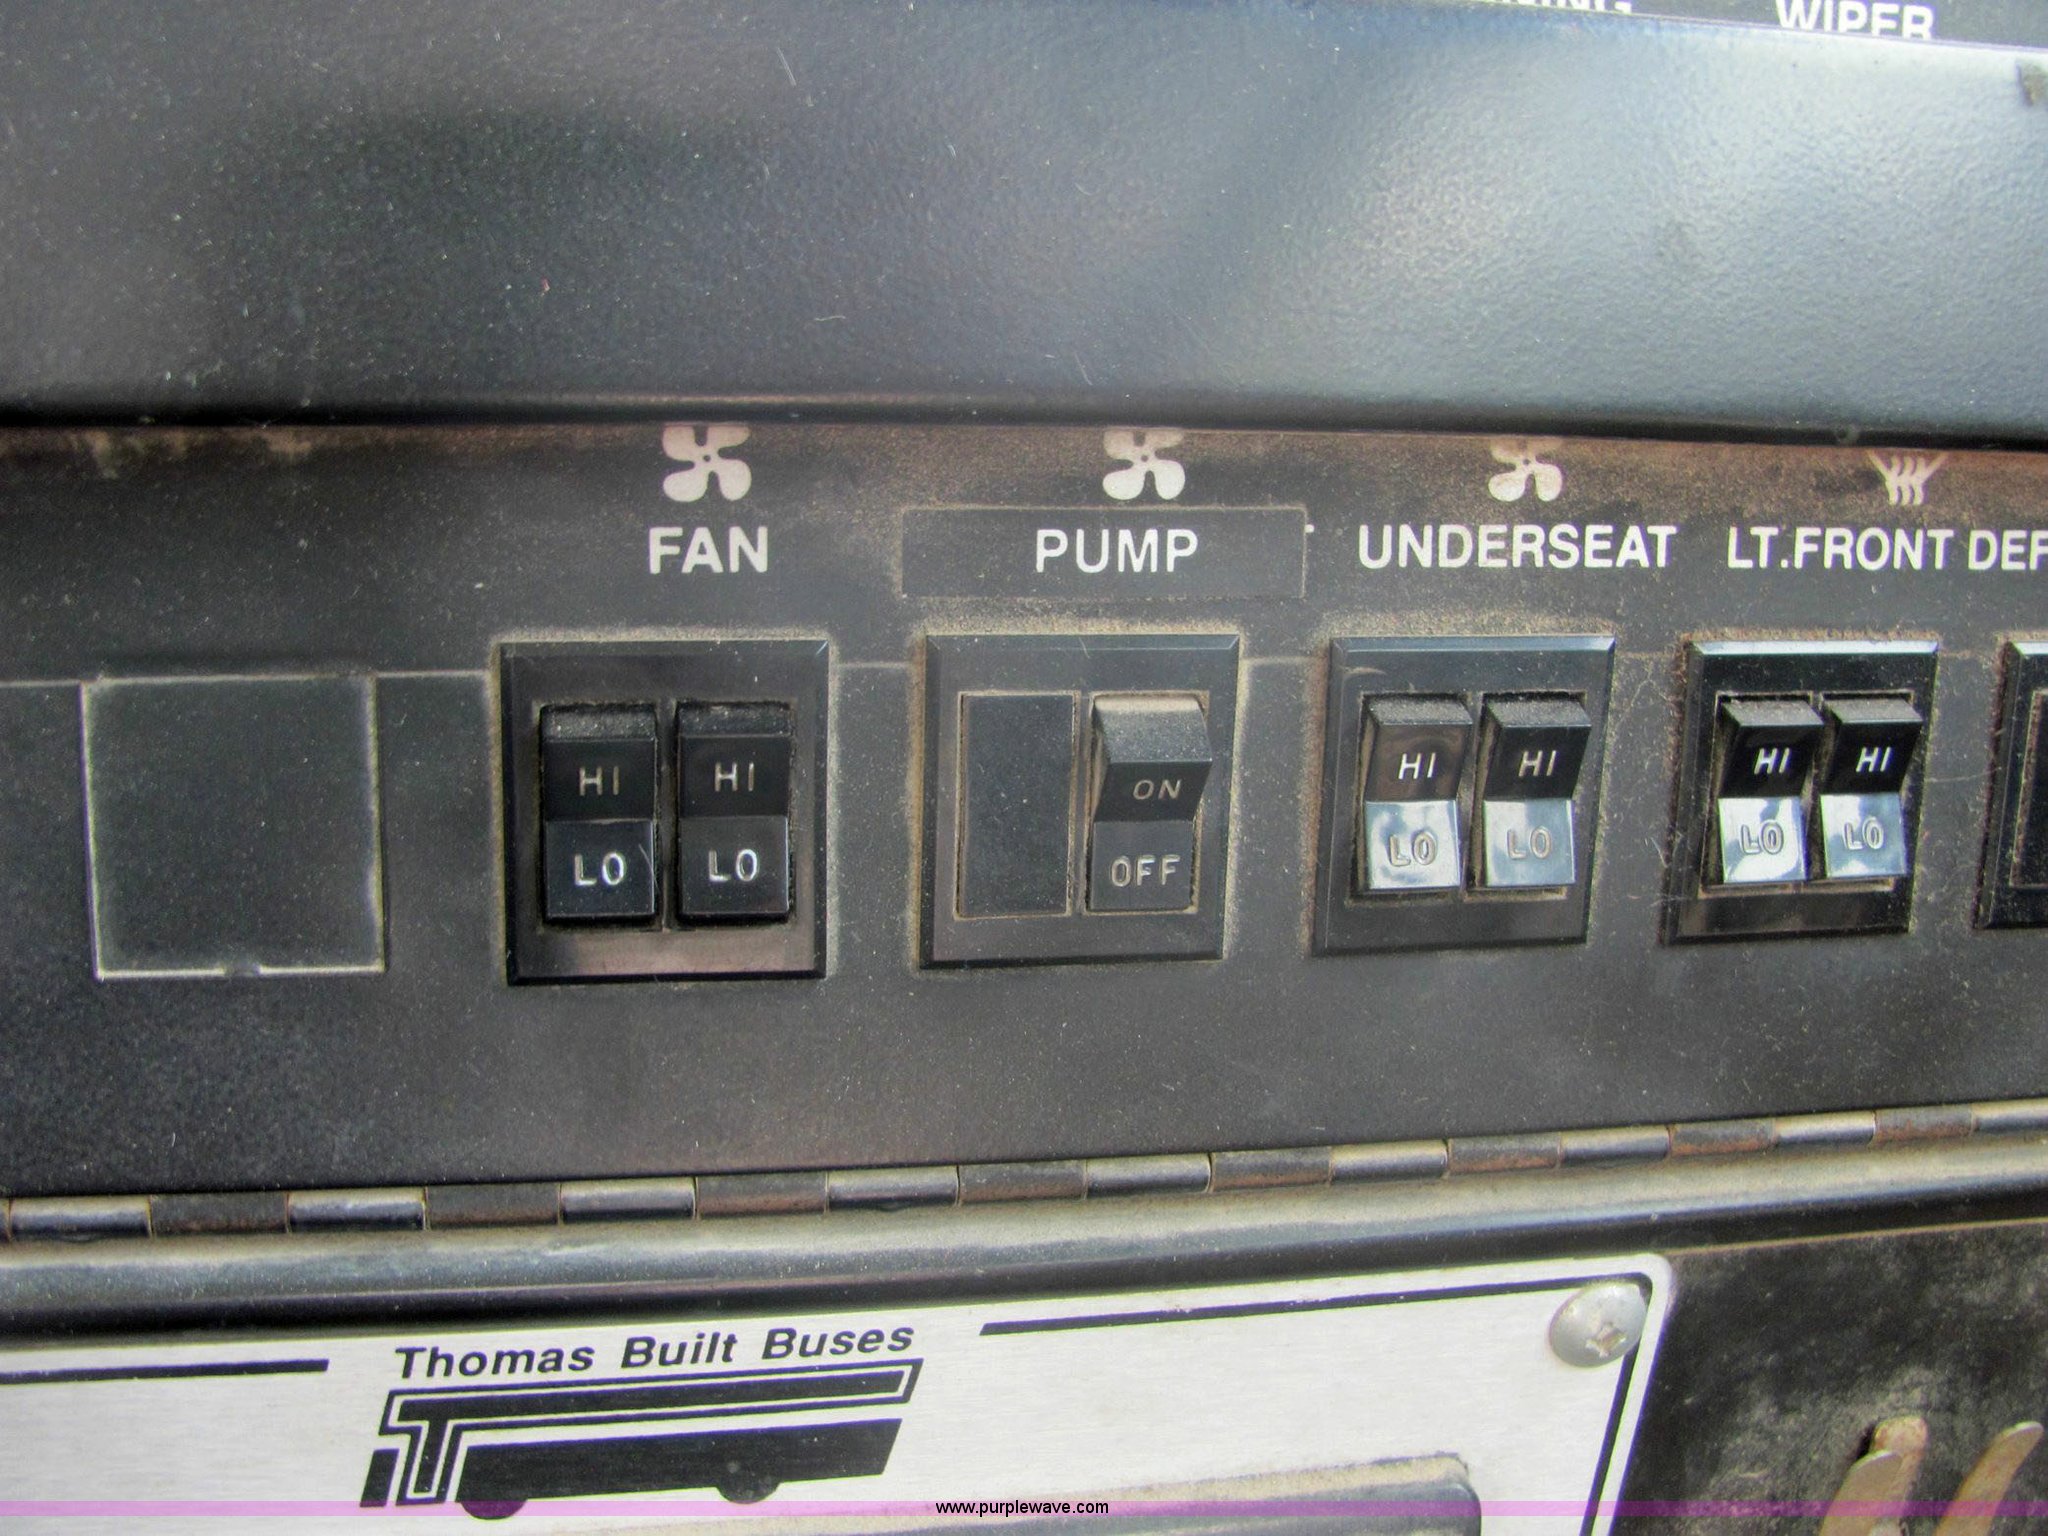 WIPER
FAN
PUMP
UNDERSEAT
LT.FRONT DEF
HI HI
LO LO
ON
OFF
HI HI
LO LO
HI HI
LO LO
Thomas Built Buses
www.purplewave.com